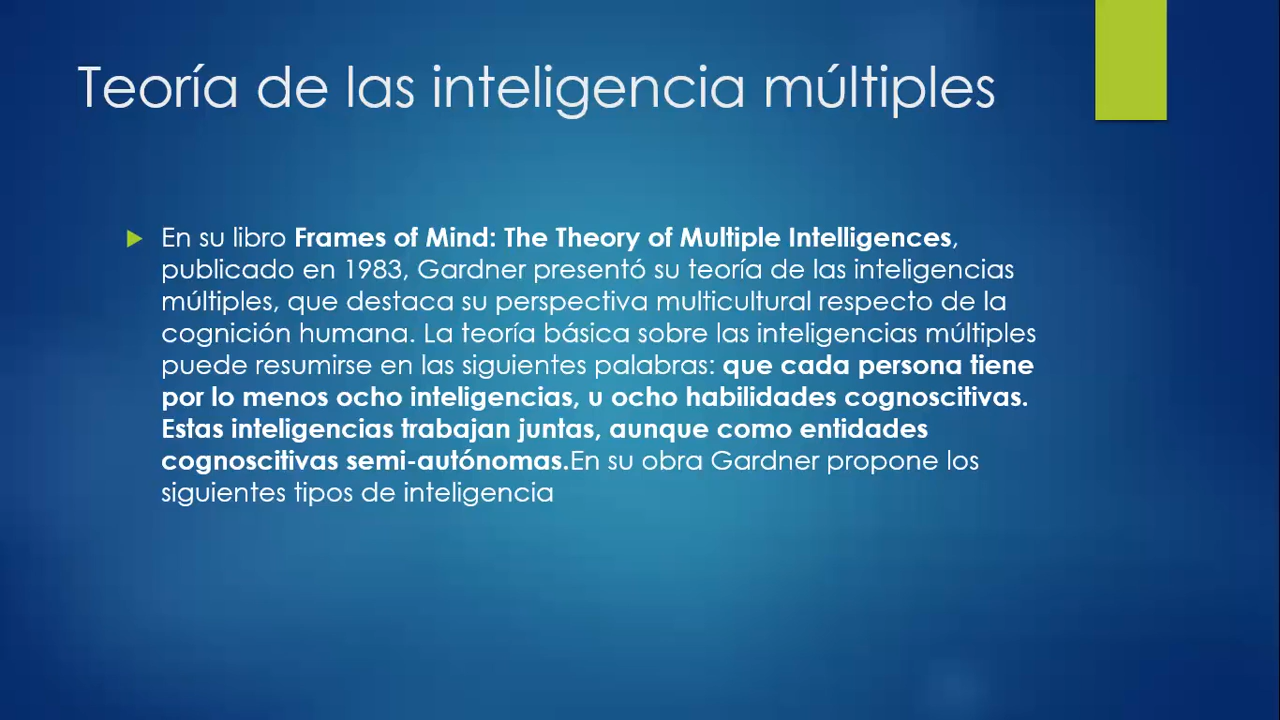 Teoría de las inteligencia múltiples
En su libro Frames of Mind: The Theory of Multiple Intelligences,
publicado en 1983, Gardner presentó su teoría de las inteligencias
múltiples, que destaca su perspectiva multicultural respecto de la
cognición humana. La teoría básica sobre las inteligencias múltiples
puede resumirse en las siguientes palabras: que cada persona tiene
por lo menos ocho inteligencias, u ocho habilidades cognoscitivas.
Estas inteligencias trabajan juntas, aunque como entidades
cognoscitivas semi-autónomas.En su obra Gardner propone los
siguientes tipos de inteligencia